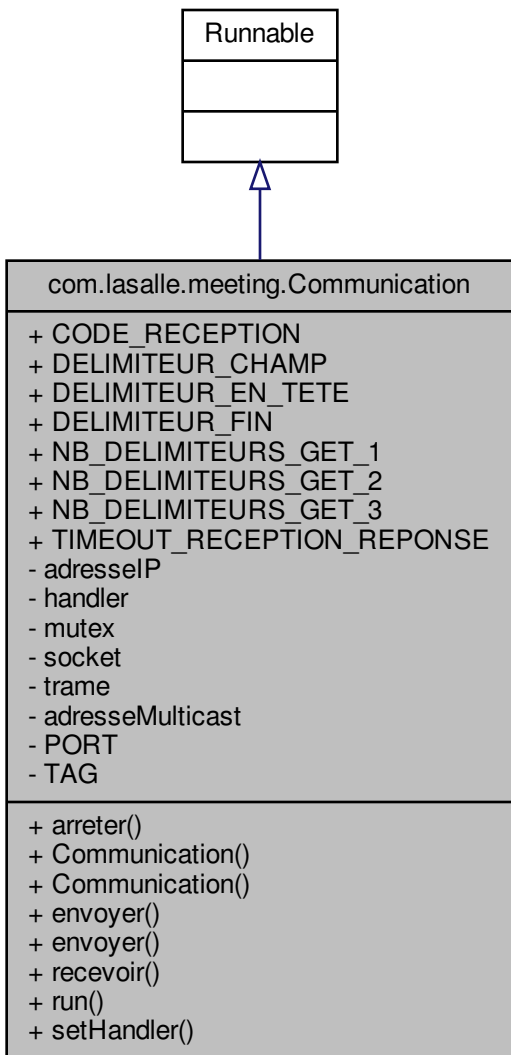 Runnable
com.lasalle.meeting.Communication
+ CODE_RECEPTION
+ DELIMITEUR_CHAMP
+ DELIMITEUR_EN_TETE
+ DELIMITEUR_FIN
+ NB_DELIMITEURS_GET_1
+ NB_DELIMITEURS_GET_2
+ NB_DELIMITEURS_GET_3
+ TIMEOUT_RECEPTION_REPONSE
- adresseIP
- handler
- mutex
- socket
- trame
- adresseMulticast
- PORT
- TAG
+ arreter()
+ Communication()
+ Communication()
+ envoyer()
+ envoyer()
+ recevoir()
+ run()
+ setHandler()